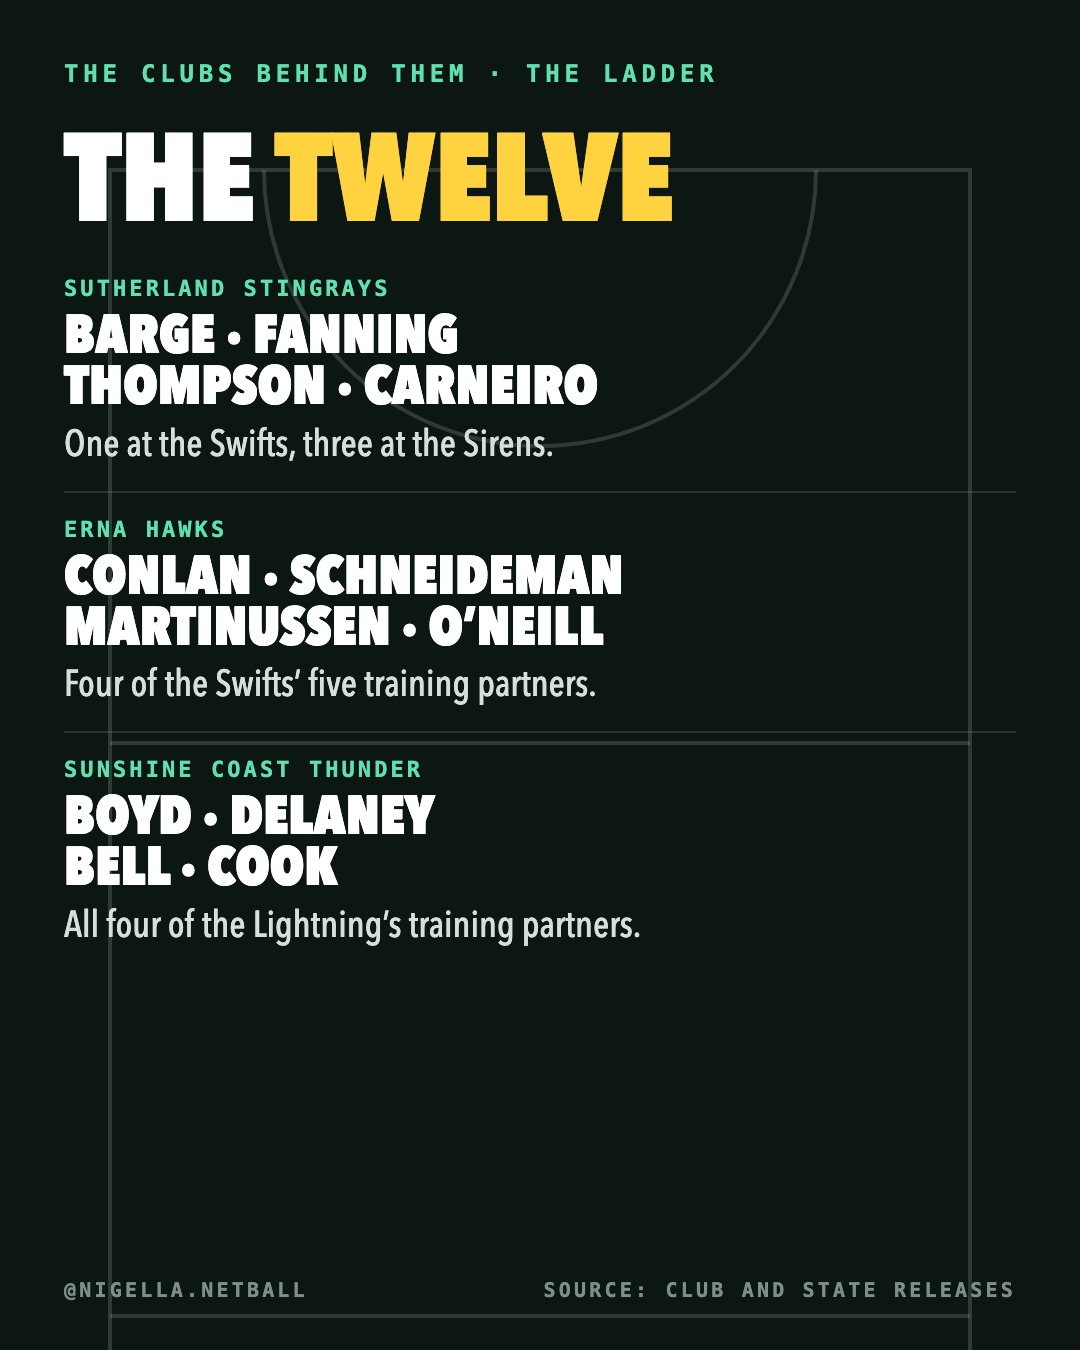 THE CLUBS BEHIND THEM · THE LADDER
THE TWELVE
SUTHERLAND STINGRAYS
BARGE • FANNING
THOMPSON • CARNEIRO
One at the Swifts, three at the Sirens.
ERNA HAWKS
CONLAN • SCHNEIDEMAN
MARTINUSSEN • O’NEILL
Four of the Swifts’ five training partners.
SUNSHINE COAST THUNDER
BOYD • DELANEY
BELL • COOK
All four of the Lightning’s training partners.
@NIGELLA.NETBALL
SOURCE: CLUB AND STATE RELEASES